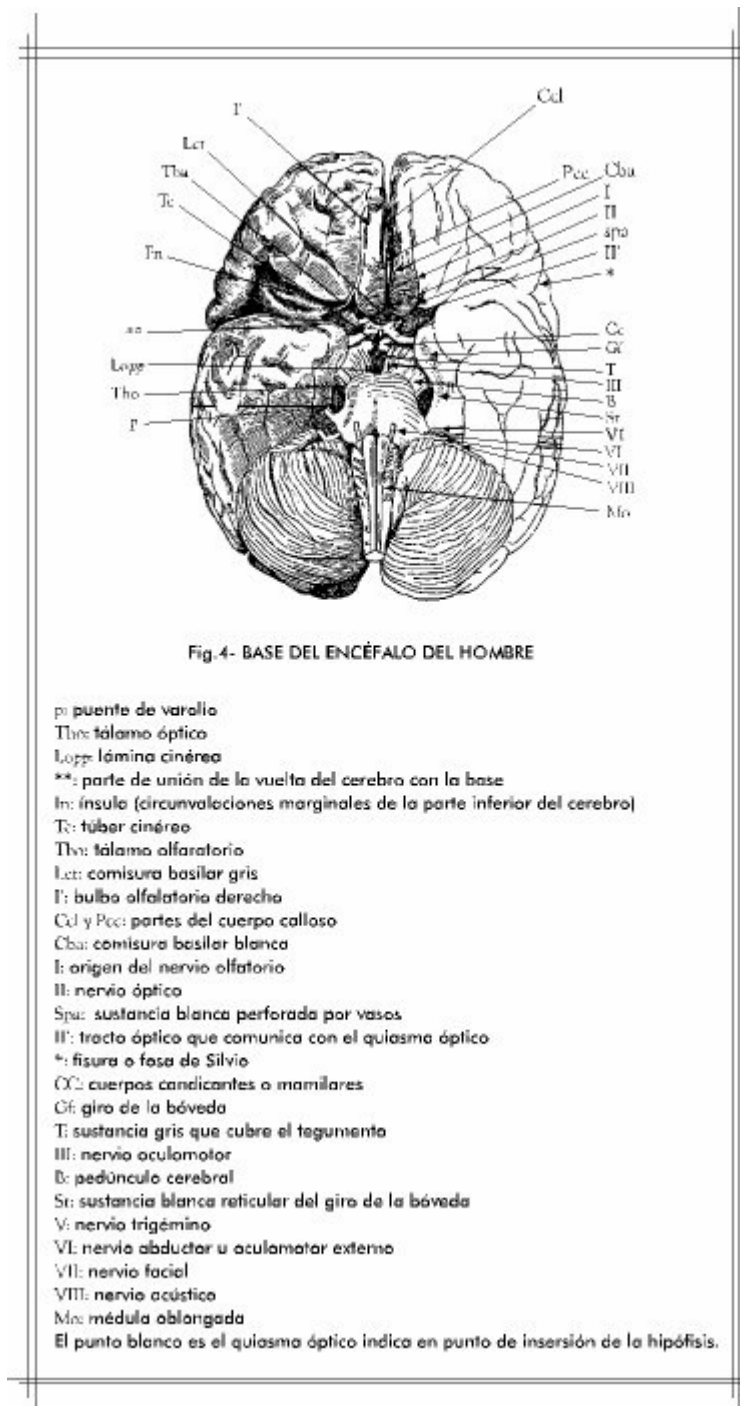 I'
Ccl
Lct
Tba
Pcc
Cba
Tc
I
II
In
spa
II'
*
Cc
Gf
Lopp
T
III
Tho
B
P
Sr
VI
VI
VII
VIII
Mo
Fig.4- BASE DEL ENCÉFALO DEL HOMBRE
p: puente de varolio
Tho: tálamo óptico
Lopp: lámina cinérea
**: parte de unión de la vuelta del cerebro con la base
In: ínsula (circunvalaciones marginales de la parte inferior del cerebro)
Tc: túber cinéreo
tálamo olfaratorio
Lct: comisura basilar gris
I': bulbo olfalatorio derecho
Ccl y Pcc: partes del cuerpo calloso
Cba: comisura basilar blanca
I: origen del nervio olfatorio
II: nervio óptico
Spa: sustancia blanca perforada por vasos
II': tracto óptico que comunica con el quiasma óptico
*: fisura o fosa de Silvio
CC: cuerpos candicantes o mamilares
Gf: giro de la bóveda
T: sustancia gris que cubre el tegumento
III: nervio oculomotor
B: pedúnculo cerebral
Sr: sustancia blanca reticular del giro de la bóveda
V: nervio trigémino
VI: nervio abductor u oculomotor externo
VII: nervio facial
VIII: nervio acústico
Mo: médula oblongada
El punto blanco es el quiasma óptico indica en punto de inserción de la hipófisis.